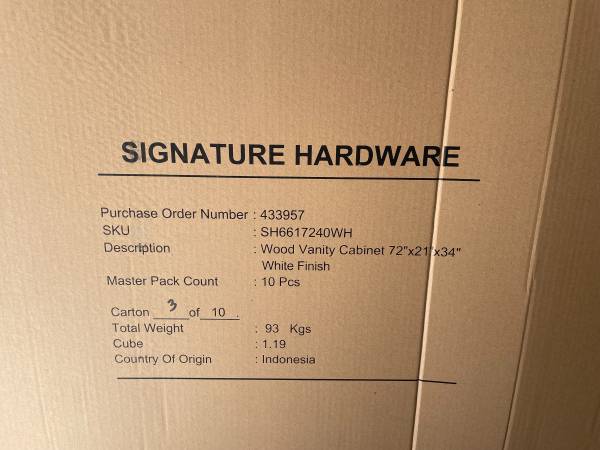 SIGNATURE HARDWARE
Purchase Order Number : 433957
SKU : SH6617240WH
Description : Wood Vanity Cabinet 72"x21"x34"
White Finish
Master Pack Count : 10 Pcs
Carton 3 of 10 .
Total Weight : 93 Kgs
Cube : 1.19
Country Of Origin : Indonesia